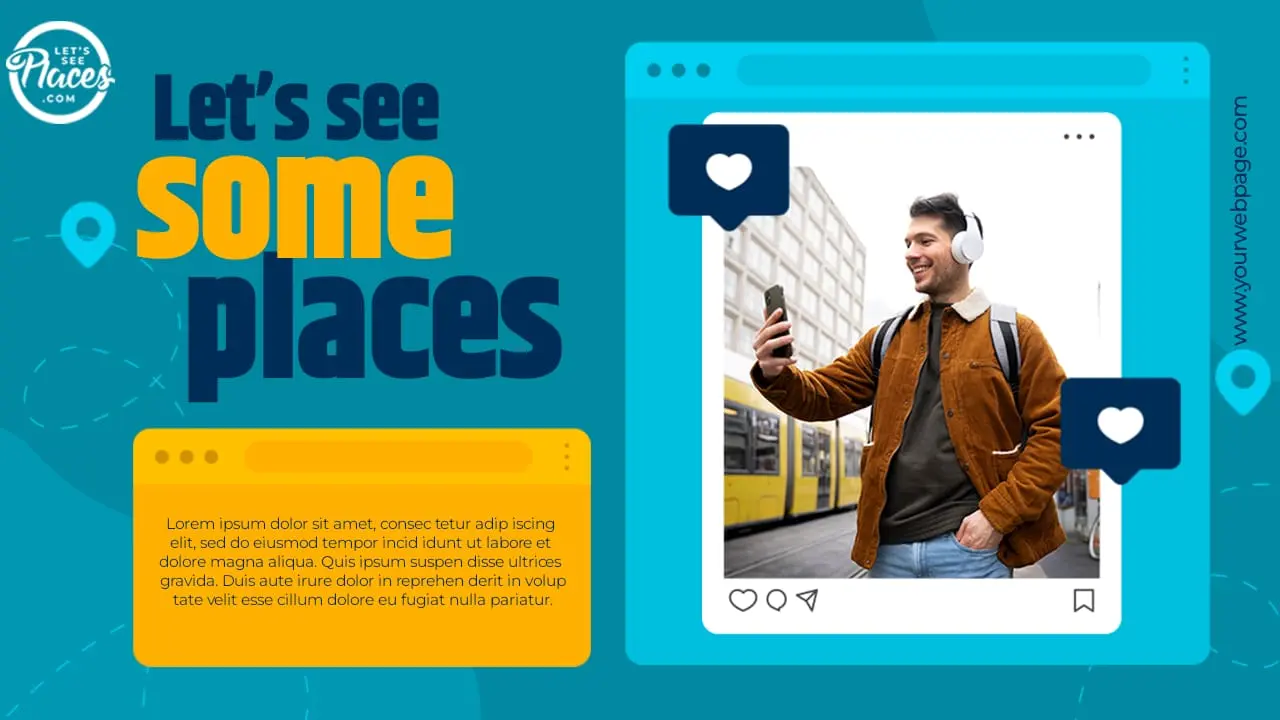 LET'S
SEE
Places
.COM
Let's see
some
places
Lorem ipsum dolor sit amet, consec tetur adip iscing
elit, sed do eiusmod tempor incid idunt ut labore et
dolore magna aliqua. Quis ipsum suspen disse ultrices
gravida. Duis aute irure dolor in reprehen derit in volup
tate velit esse cillum dolore eu fugiat nulla pariatur.
www.yourwebpage.com